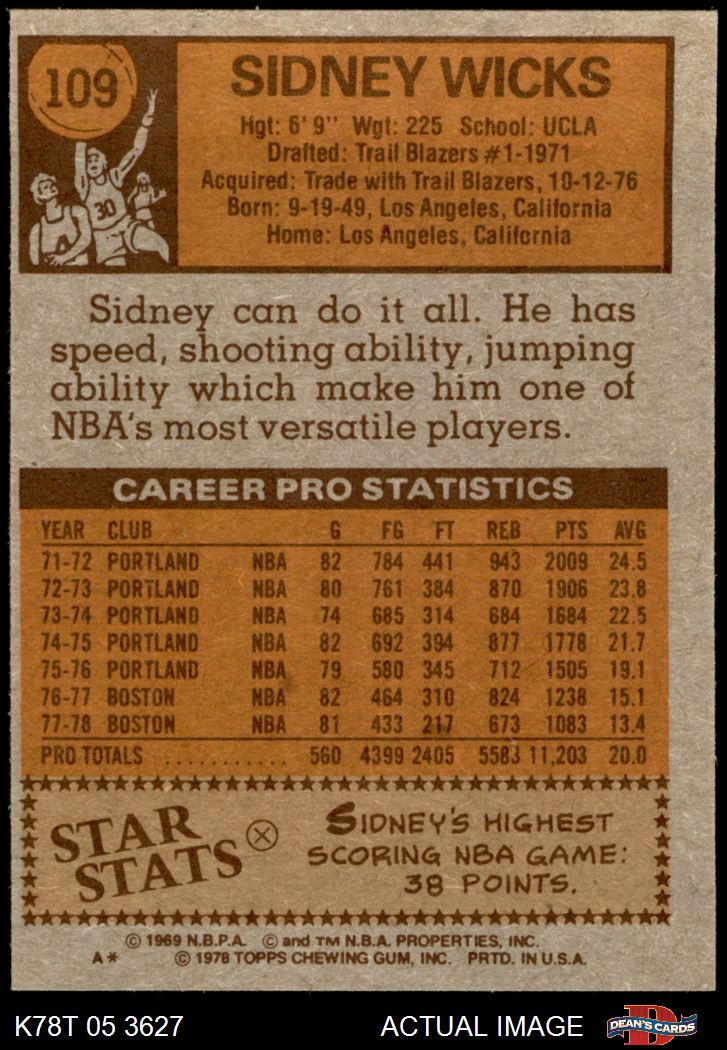 109
SIDNEY WICKS
Hgt: 6' 9" Wgt: 225 School: UCLA
Drafted: Trail Blazers #1-1971
Acquired: Trade with Trail Blazers, 10-12-76
Born: 9-19-49, Los Angeles, California
Home: Los Angeles, California
30
Sidney can do it all. He has
speed, shooting ability, jumping
ability which make him one of
NBA's most versatile players.
CAREER PRO STATISTICS
YEAR CLUB G FG FT REB PTS AVG
71-72 PORTLAND NBA 82 784 441 943 2009 24.5
72-73 PORTLAND NBA 80 761 384 870 1906 23.8
73-74 PORTLAND NBA 74 685 314 684 1684 22.5
74-75 PORTLAND NBA 82 692 394 877 1778 21.7
75-76 PORTLAND NBA 79 580 345 712 1505 19.1
76-77 BOSTON NBA 82 464 310 824 1238 15.1
77-78 BOSTON NBA 81 433 217 673 1083 13.4
PRO TOTALS ........... 560 4399 2405 5583 11,203 20.0
STAR
STATS
SIDNEY'S HIGHEST
SCORING NBA GAME:
38 POINTS.
© 1969 N.B.P.A. © and TM N.B.A. PROPERTIES, INC.
A* © 1978 TOPPS CHEWING GUM, INC. PRTD. IN U.S.A.
K78T 05 3627 ACTUAL IMAGE DEAN'S CARDS